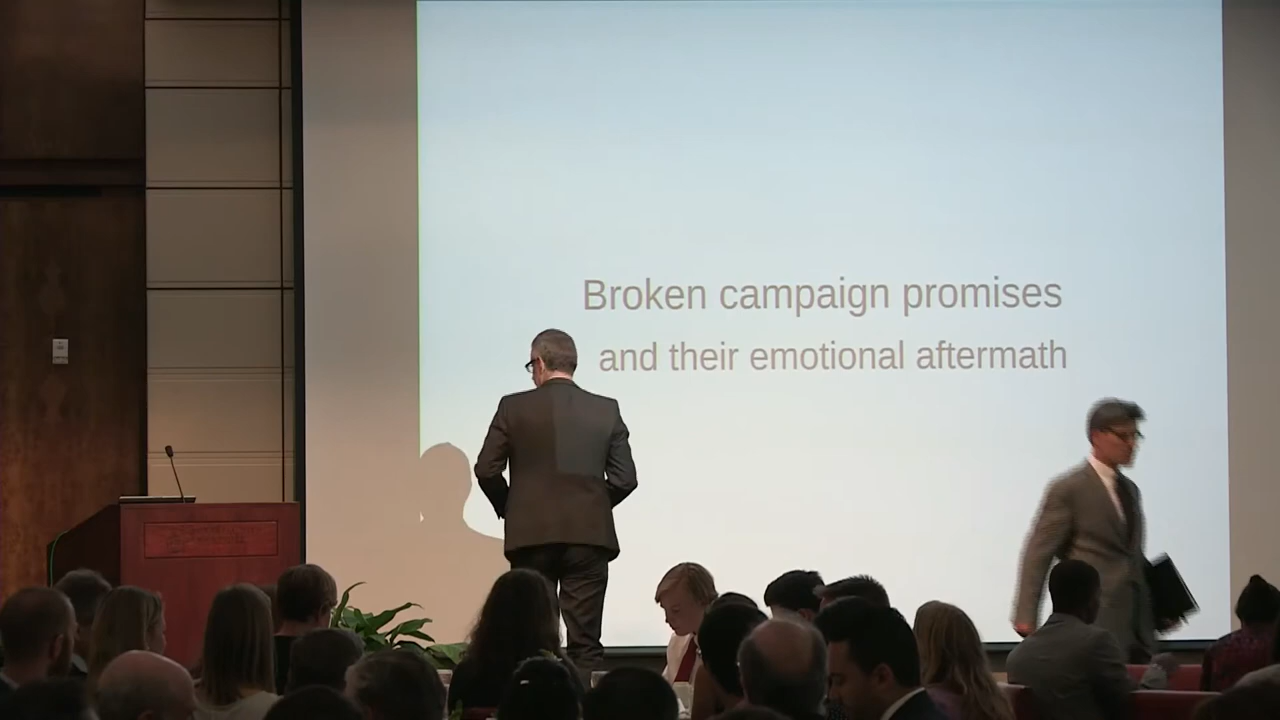 Broken campaign promises
and their emotional aftermath